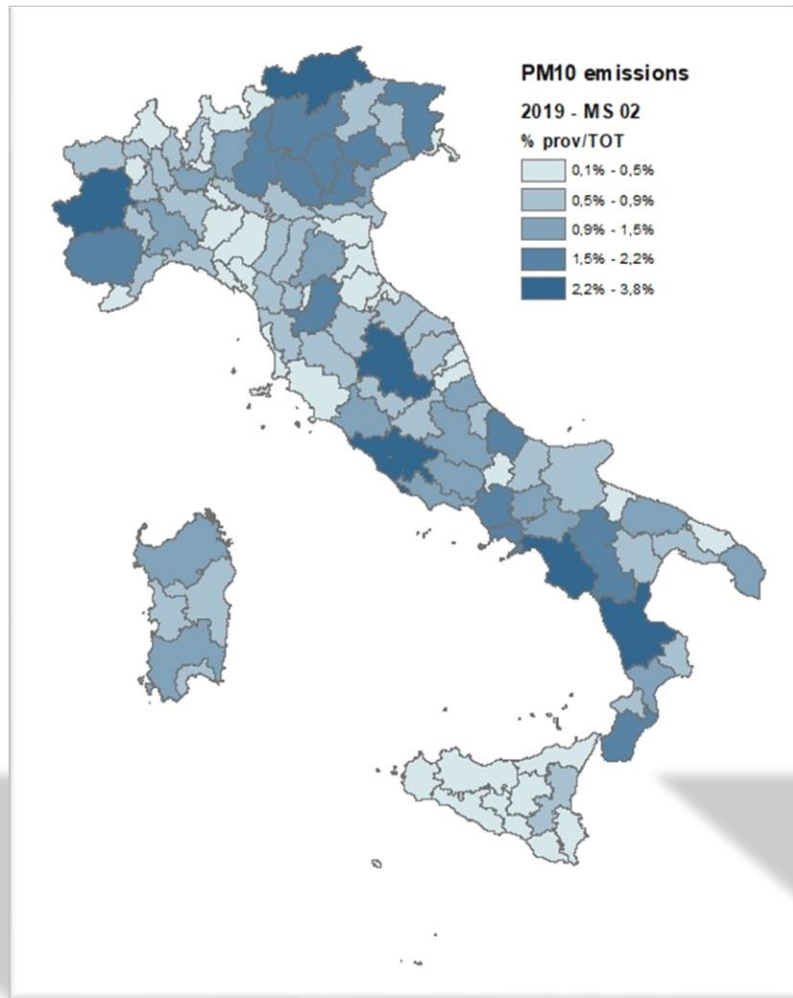 PM10 emissions
2019 - MS 02
% prov/TOT
0,1% - 0,5%
0,5% - 0,9%
0,9% - 1,5%
1,5% - 2,2%
2,2% - 3,8%